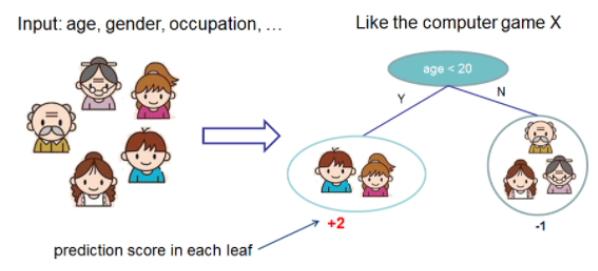 Input: age, gender, occupation, ...
Like the computer game X
age < 20
Y
N
+2
-1
prediction score in each leaf